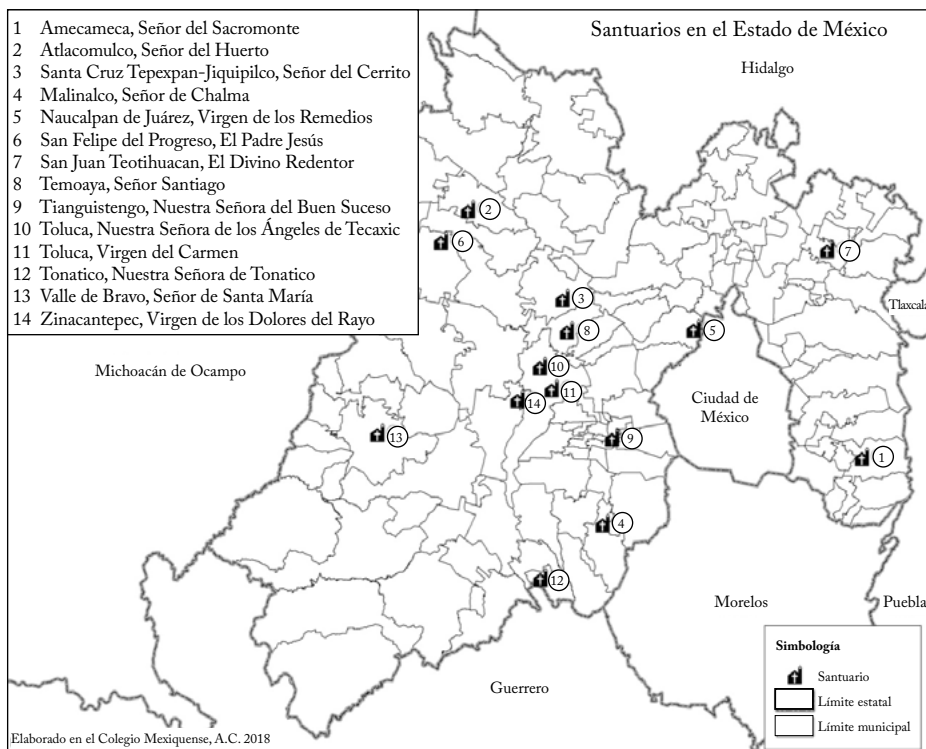 1 Amecameca, Señor del Sacromonte
2 Atlacomulco, Señor del Huerto
3 Santa Cruz Tepexpan-Jiquipilco, Señor del Cerrito
4 Malinalco, Señor de Chalma
5 Naucalpan de Juárez, Virgen de los Remedios
6 San Felipe del Progreso, El Padre Jesús
7 San Juan Teotihuacan, El Divino Redentor
8 Temoaya, Señor Santiago
9 Tianguistengo, Nuestra Señora del Buen Suceso
10 Toluca, Nuestra Señora de los Ángeles de Tecaxic
11 Toluca, Virgen del Carmen
12 Tonatico, Nuestra Señora de Tonatico
13 Valle de Bravo, Señor de Santa María
14 Zinacantepec, Virgen de los Dolores del Rayo
Santuarios en el Estado de México
Hidalgo
2
6
7
3
Tlaxcala
8
5
10
Michoacán de Ocampo
11
14
Ciudad de
México
13
9
1
4
12
Morelos
Puebla
Guerrero
Simbología
Santuario
Límite estatal
Límite municipal
Elaborado en el Colegio Mexiquense, A.C. 2018